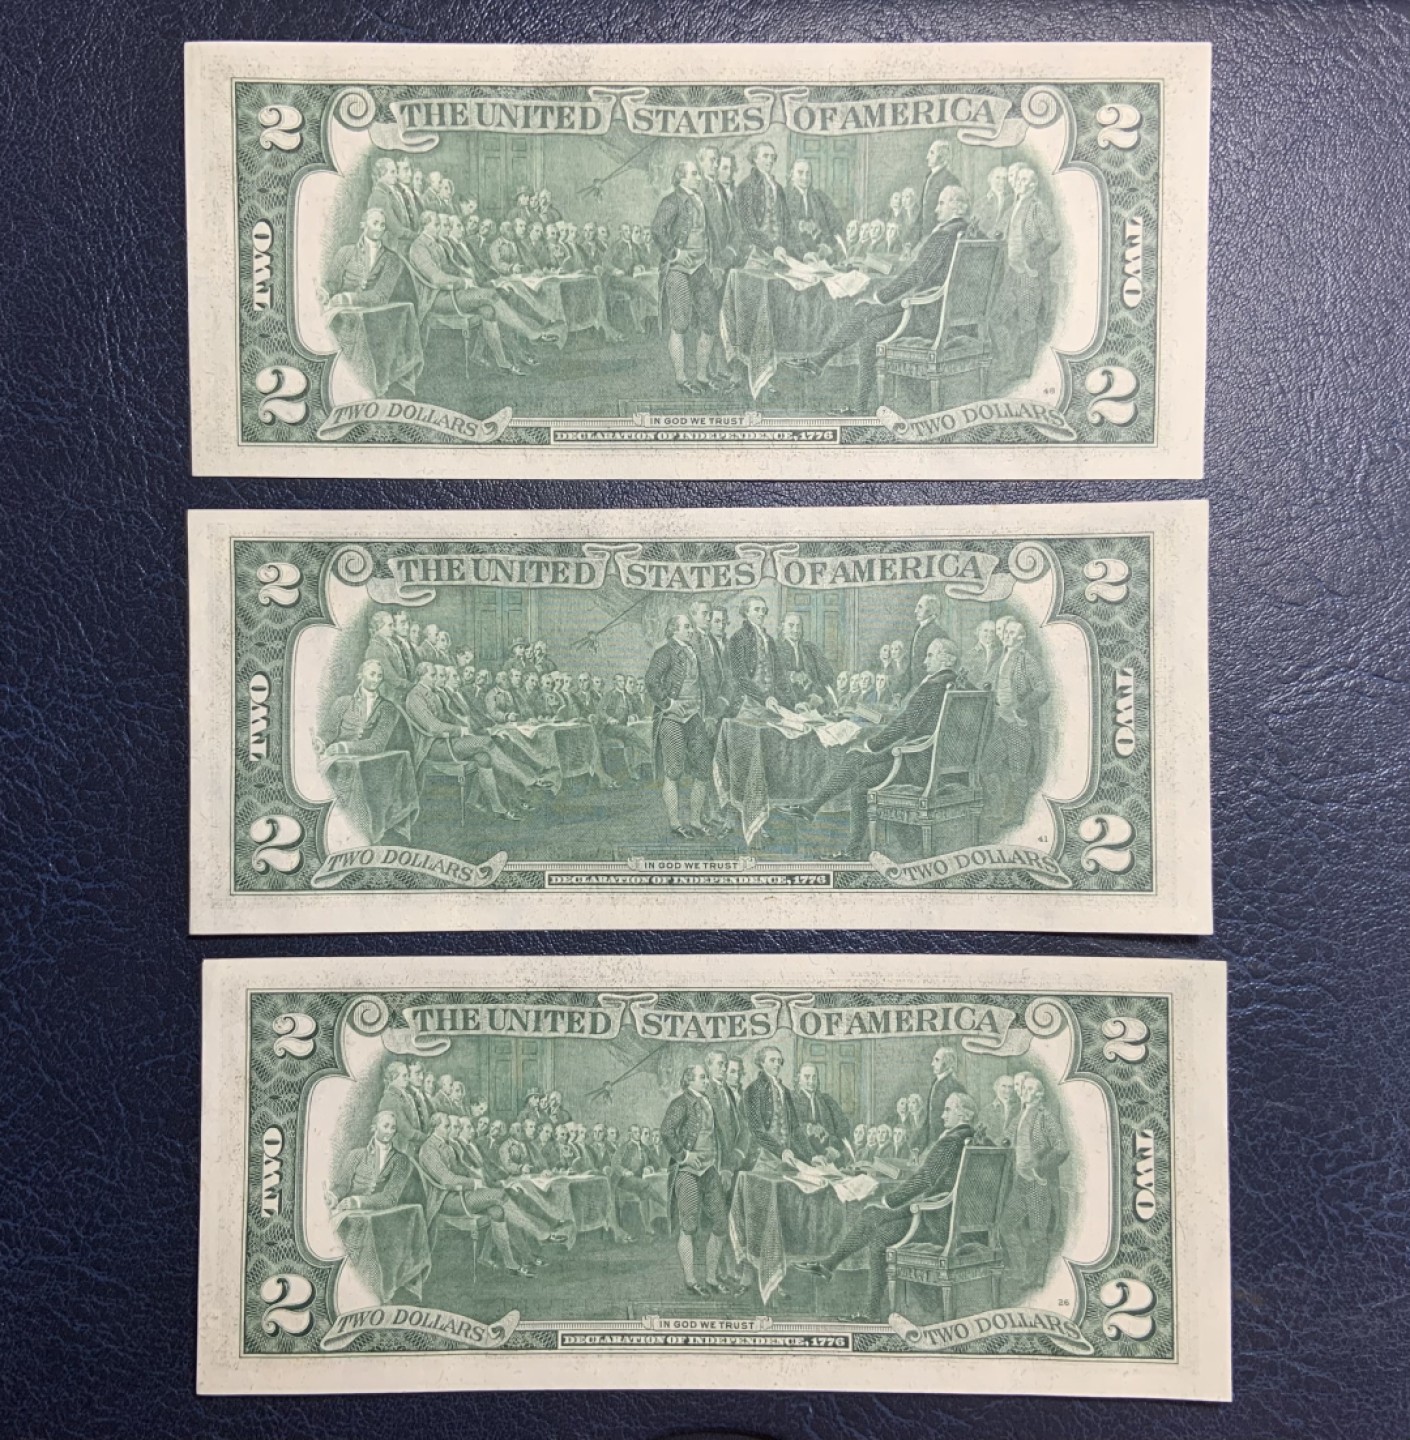 2 THE UNITED STATES OF AMERICA 2
TWO TWO
40
2 TWO DOLLARS IN GOD WE TRUST TWO DOLLARS 2
DECLARATION OF INDEPENDENCE, 1776
2 THE UNITED STATES OF AMERICA 2
TWO TWO
41
2 TWO DOLLARS IN GOD WE TRUST TWO DOLLARS 2
DECLARATION OF INDEPENDENCE, 1776
2 THE UNITED STATES OF AMERICA 2
TWO TWO
26
2 TWO DOLLARS IN GOD WE TRUST TWO DOLLARS 2
DECLARATION OF INDEPENDENCE, 1776